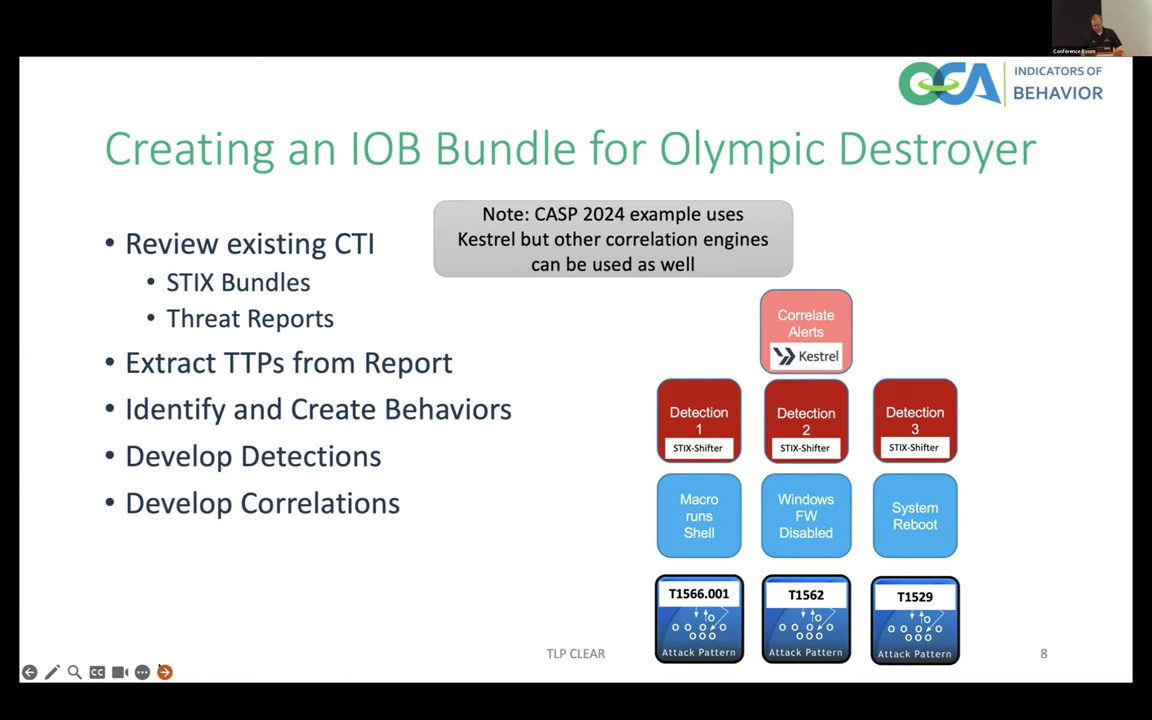 Conference Room
OCA
INDICATORS OF
BEHAVIOR
Creating an IOB Bundle for Olympic Destroyer
Note: CASP 2024 example uses
Kestrel but other correlation engines
can be used as well
• Review existing CTI
• STIX Bundles
• Threat Reports
• Extract TTPs from Report
• Identify and Create Behaviors
• Develop Detections
• Develop Correlations
Correlate
Alerts
Kestrel
Detection
1
STIX-Shifter
Detection
2
STIX-Shifter
Detection
3
STIX-Shifter
Macro
runs
Shell
Windows
FW
Disabled
System
Reboot
T1566.001
Attack Pattern
T1562
Attack Pattern
T1529
Attack Pattern
TLP CLEAR
8
CC